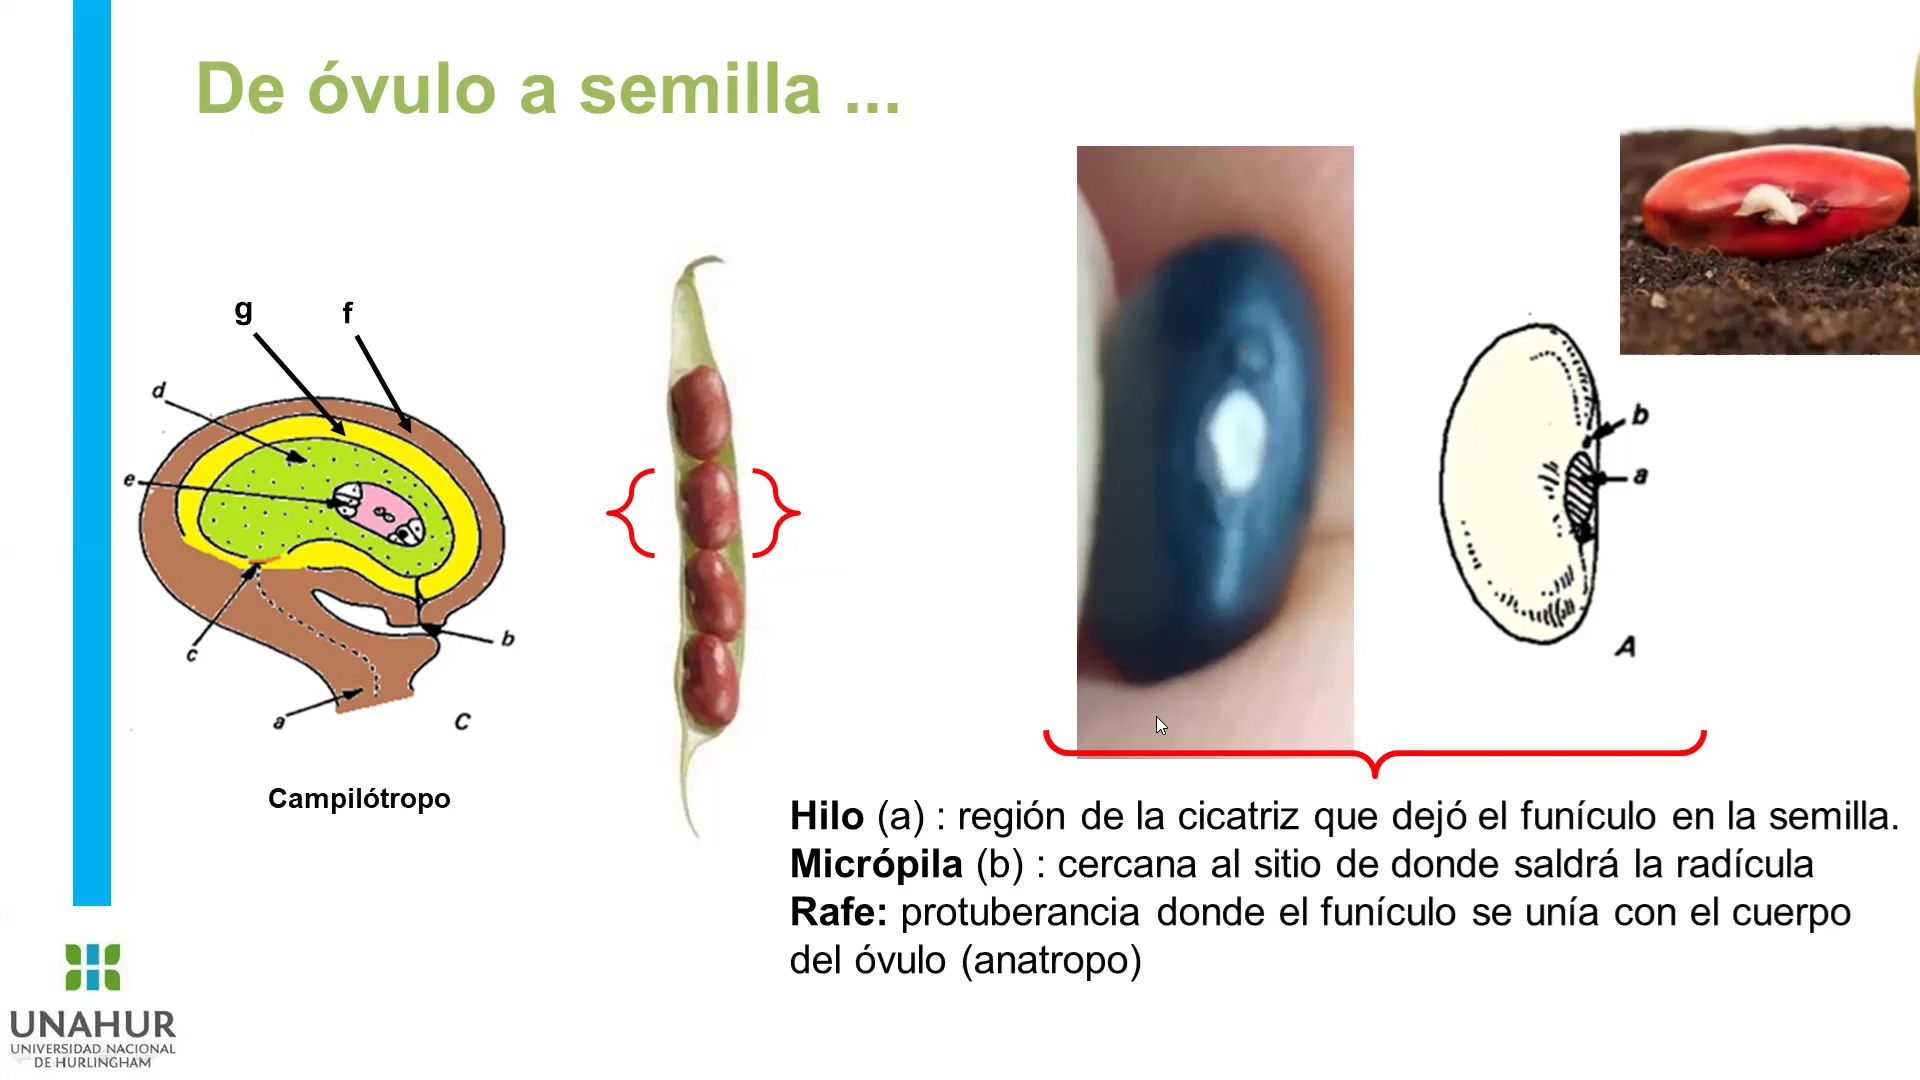 De óvulo a semilla ...
g
f
d
e
c
b
a
C
Campilótropo
b
a
A
Hilo (a) : región de la cicatriz que dejó el funículo en la semilla.
Micrópila (b) : cercana al sitio de donde saldrá la radícula
Rafe: protuberancia donde el funículo se unía con el cuerpo
del óvulo (anatropo)
UNAHUR
UNIVERSIDAD NACIONAL
DE HURLINGHAM